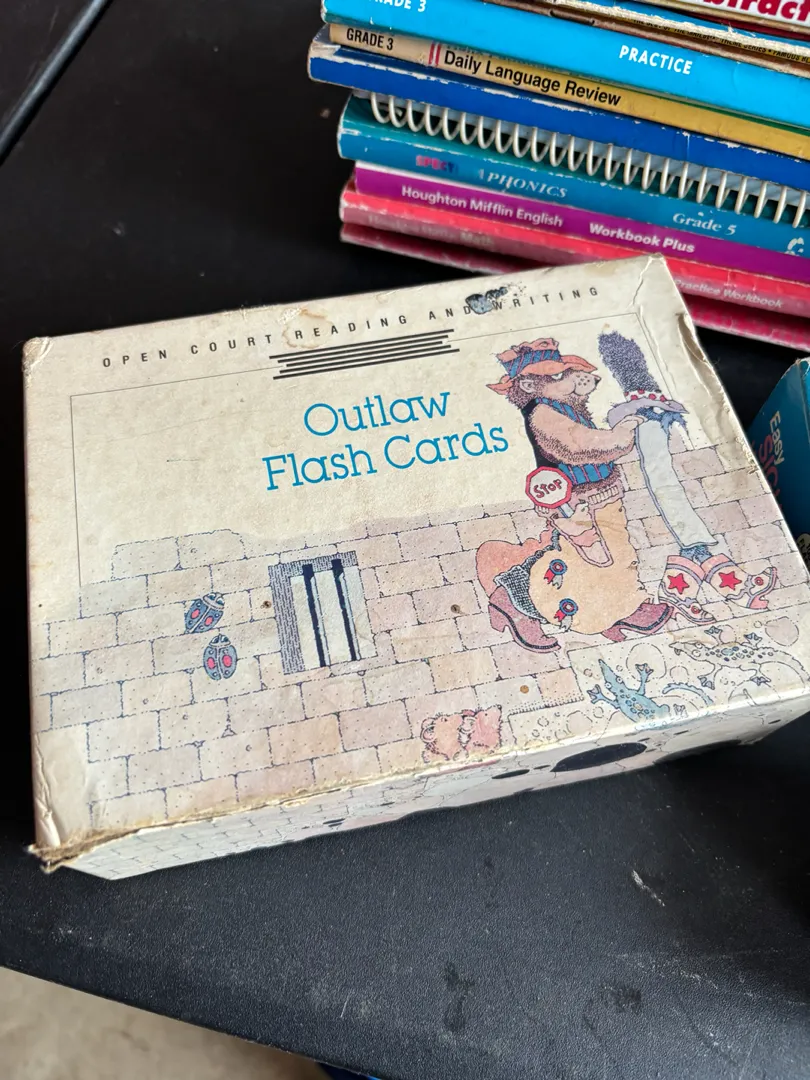 GRADE 3
PRACTICE
GRADE 3 Daily Language Review
PHONICS Grade 5
Houghton Mifflin English Workbook Plus
Practice Workbook
OPEN COURT READING AND WRITING
Outlaw
Flash Cards
STOP
Easy